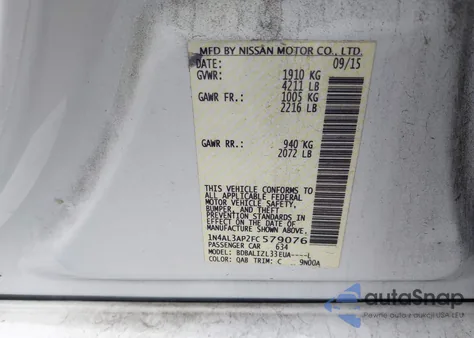 MFD BY NISSAN MOTOR CO., LTD.
DATE: 09/15
GVWR: 1910 KG
4211 LB
GAWR FR.: 1005 KG
2216 LB
GAWR RR.: 940 KG
2072 LB
THIS VEHICLE CONFORMS TO
ALL APPLICABLE FEDERAL
MOTOR VEHICLE SAFETY,
BUMPER, AND THEFT
PREVENTION STANDARDS IN
EFFECT ON THE DATE OF
MANUFACTURE SHOWN ABOVE.
1N4AL3AP2FC579076
PASSENGER CAR 634
MODEL: BDBALIZL33EUA----L
COLOR: QAB TRIM: C 9N00A
autoSnap